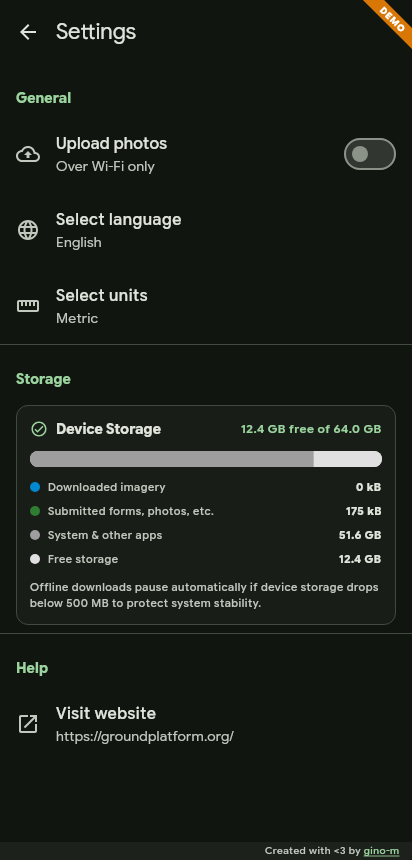 Settings
DEMO
General
Upload photos
Over Wi-Fi only
Select language
English
Select units
Metric
Storage
Device Storage
12.4 GB free of 64.0 GB
Downloaded imagery
0 kB
Submitted forms, photos, etc.
175 kB
System & other apps
51.6 GB
Free storage
12.4 GB
Offline downloads pause automatically if device storage drops
below 500 MB to protect system stability.
Help
Visit website
https://groundplatform.org/
Created with <3 by gino-m